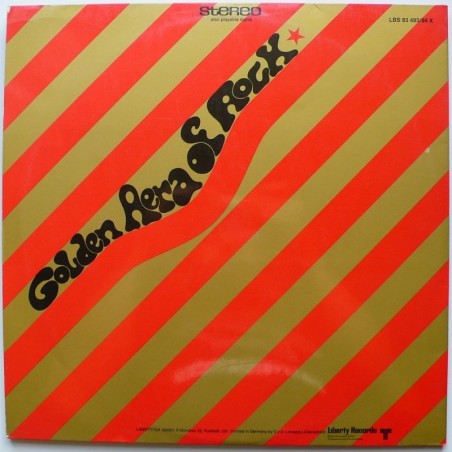 stereo
also playable mono
LBS 83 493/94 X
Golden Aera of Rock
Liberty Records